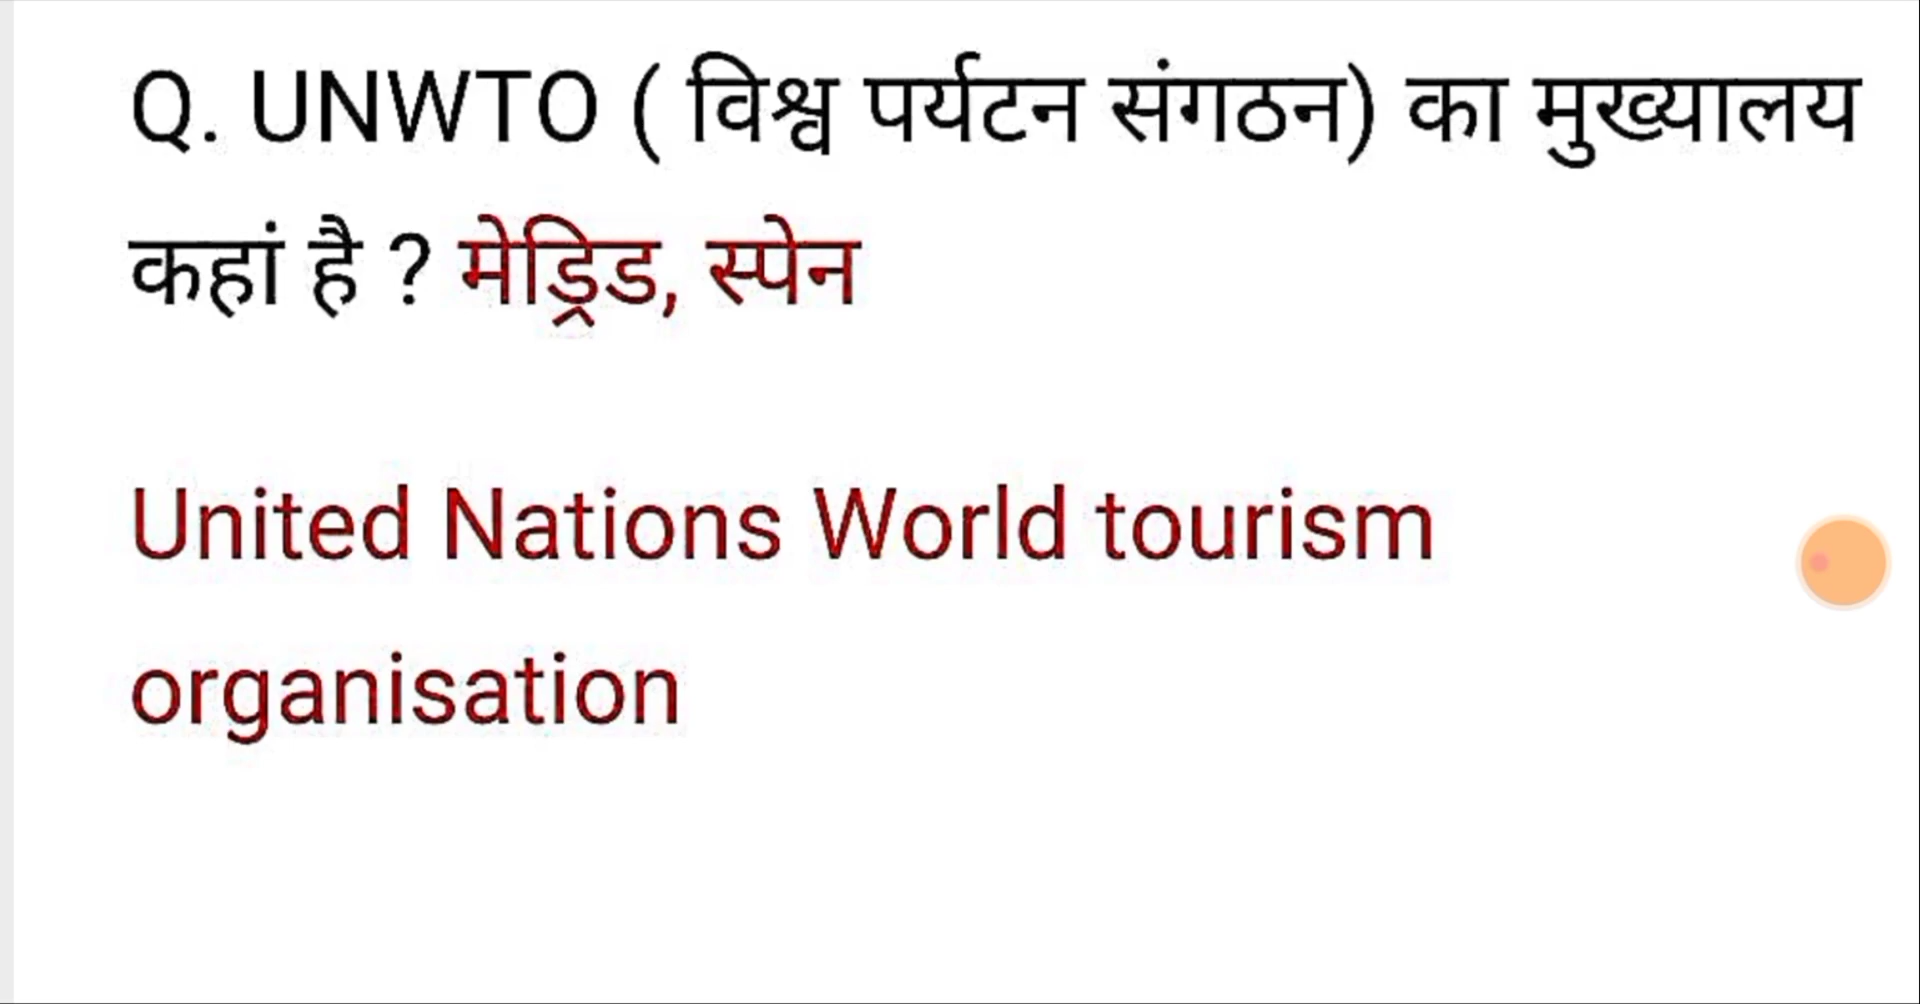 Q. UNWTO ( विश्व पर्यटन संगठन) का मुख्यालय
कहां है ? मेड्रिड, स्पेन
United Nations World tourism
organisation